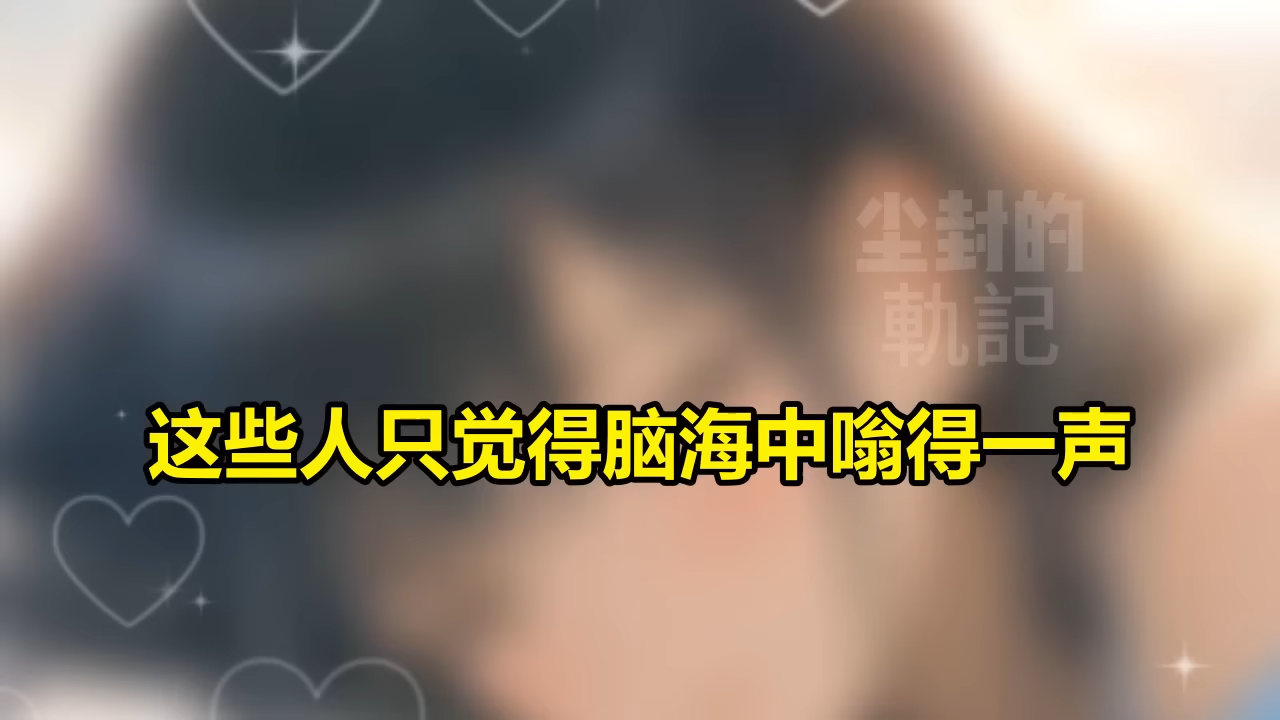 尘封的
軌記
这些人只觉得脑海中嗡得一声